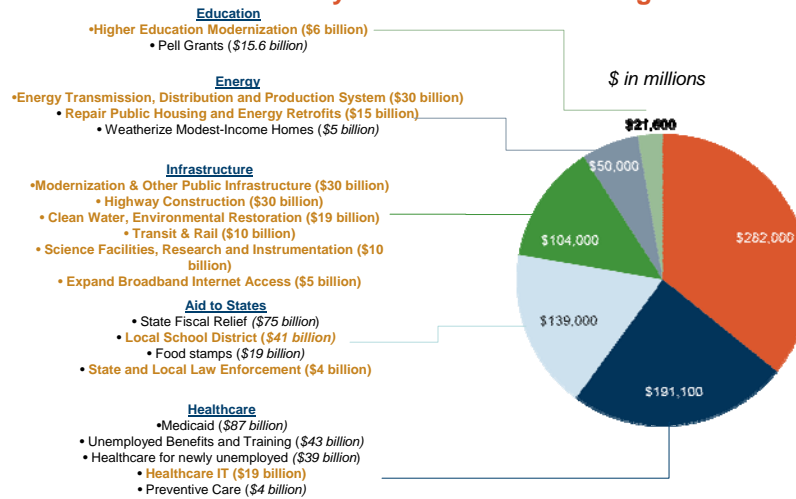 Education
•Higher Education Modernization ($6 billion)
• Pell Grants ($15.6 billion)
$ in millions
Energy
•Energy Transmission, Distribution and Production System ($30 billion)
• Repair Public Housing and Energy Retrofits ($15 billion)
• Weatherize Modest-Income Homes ($5 billion)
$21,600
$50,000
Infrastructure
•Modernization & Other Public Infrastructure ($30 billion)
• Highway Construction ($30 billion)
• Clean Water, Environmental Restoration ($19 billion)
• Transit & Rail ($10 billion)
• Science Facilities, Research and Instrumentation ($10
billion)
• Expand Broadband Internet Access ($5 billion)
$104,000
$282,000
Aid to States
• State Fiscal Relief ($75 billion)
• Local School District ($41 billion)
• Food stamps ($19 billion)
• State and Local Law Enforcement ($4 billion)
$139,000
$191,100
Healthcare
•Medicaid ($87 billion)
• Unemployed Benefits and Training ($43 billion)
• Healthcare for newly unemployed ($39 billion)
• Healthcare IT ($19 billion)
• Preventive Care ($4 billion)